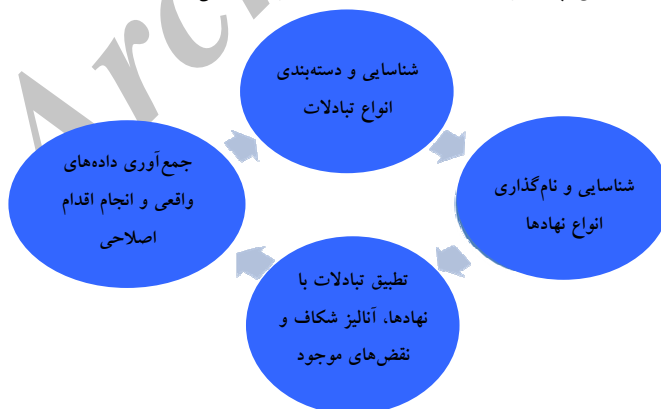 شناسایی و دسته‌بندی
انواع تبادلات
شناسایی و نام‌گذاری
انواع نهادها
تطبیق تبادلات با
نهادها، آنالیز شکاف و
نقض‌های موجود
جمع‌آوری داده‌های
واقعی و انجام اقدام
اصلاحی